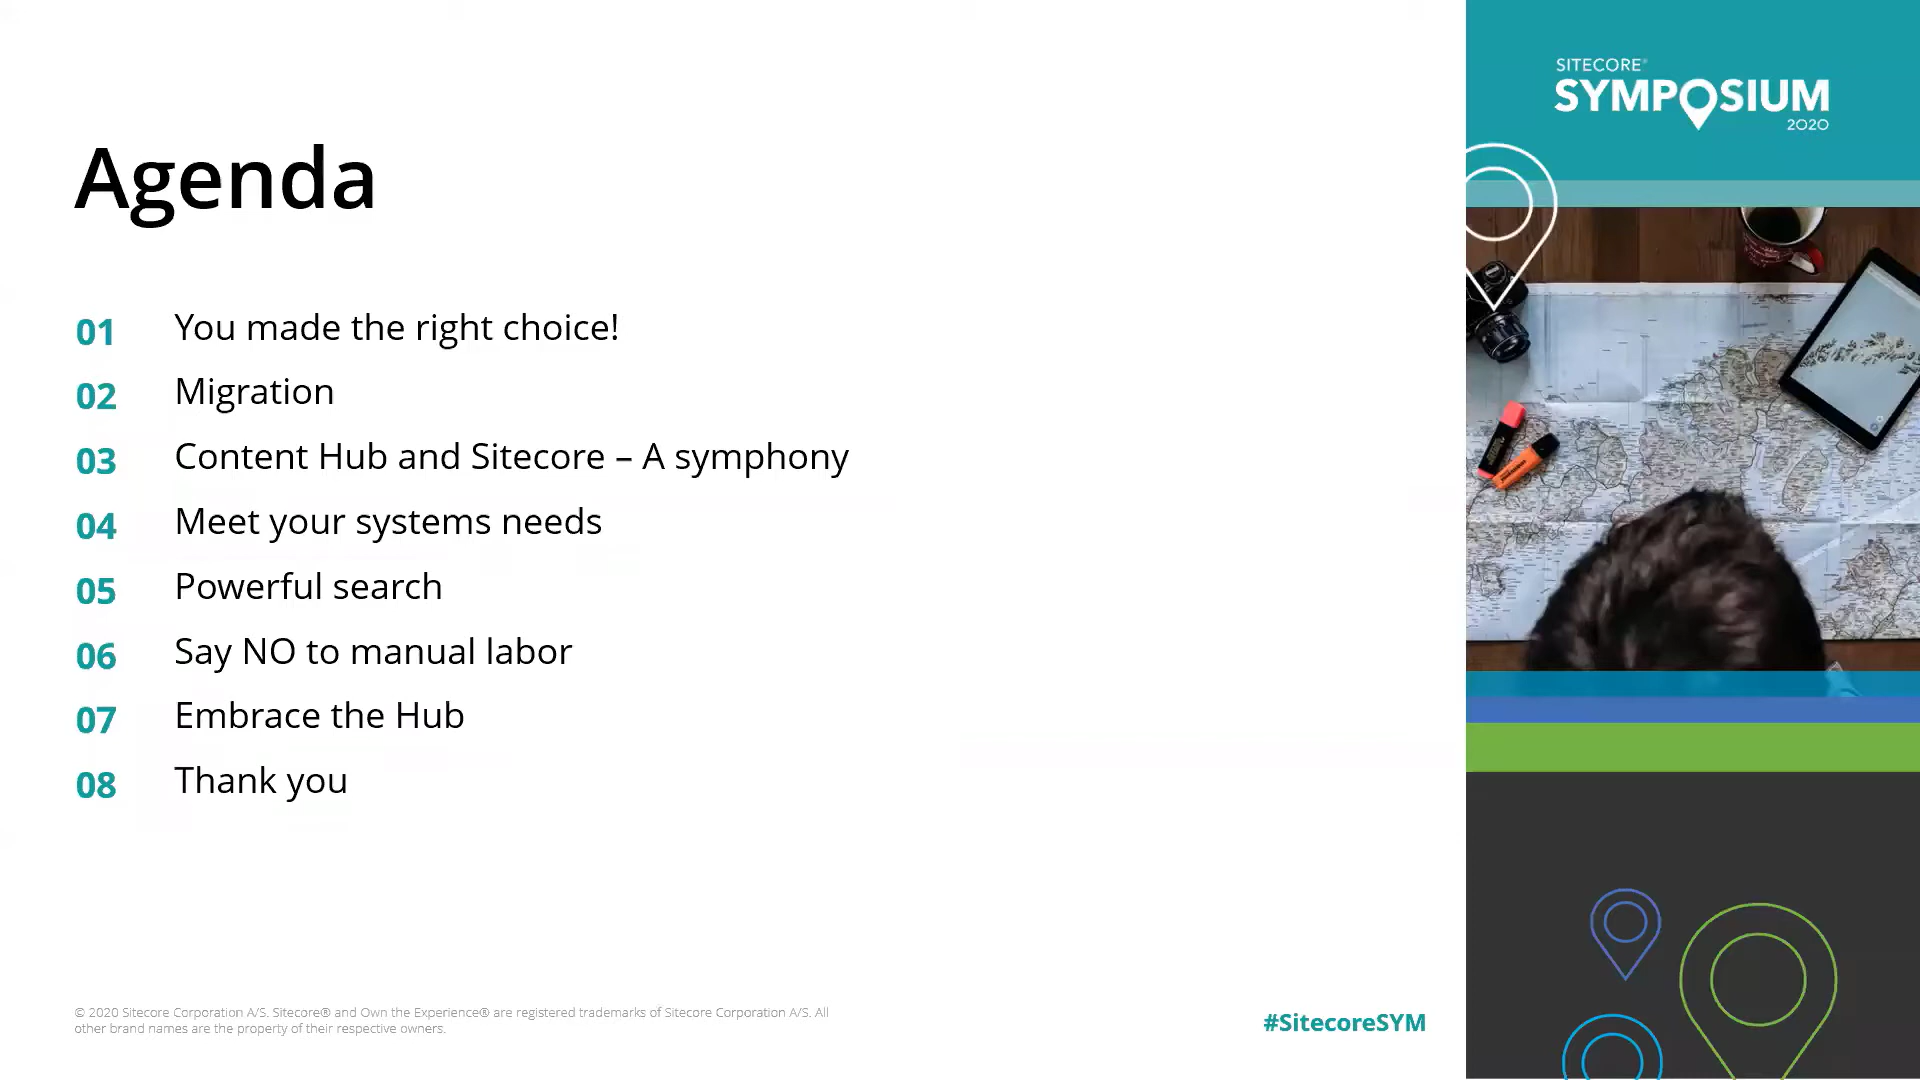 SITECORE®
SYMPOSIUM
2020
Agenda
01 You made the right choice!
02 Migration
03 Content Hub and Sitecore – A symphony
04 Meet your systems needs
05 Powerful search
06 Say NO to manual labor
07 Embrace the Hub
08 Thank you
© 2020 Sitecore Corporation A/S. Sitecore® and Own the Experience® are registered trademarks of Sitecore Corporation A/S. All
other brand names are the property of their respective owners.
#SitecoreSYM